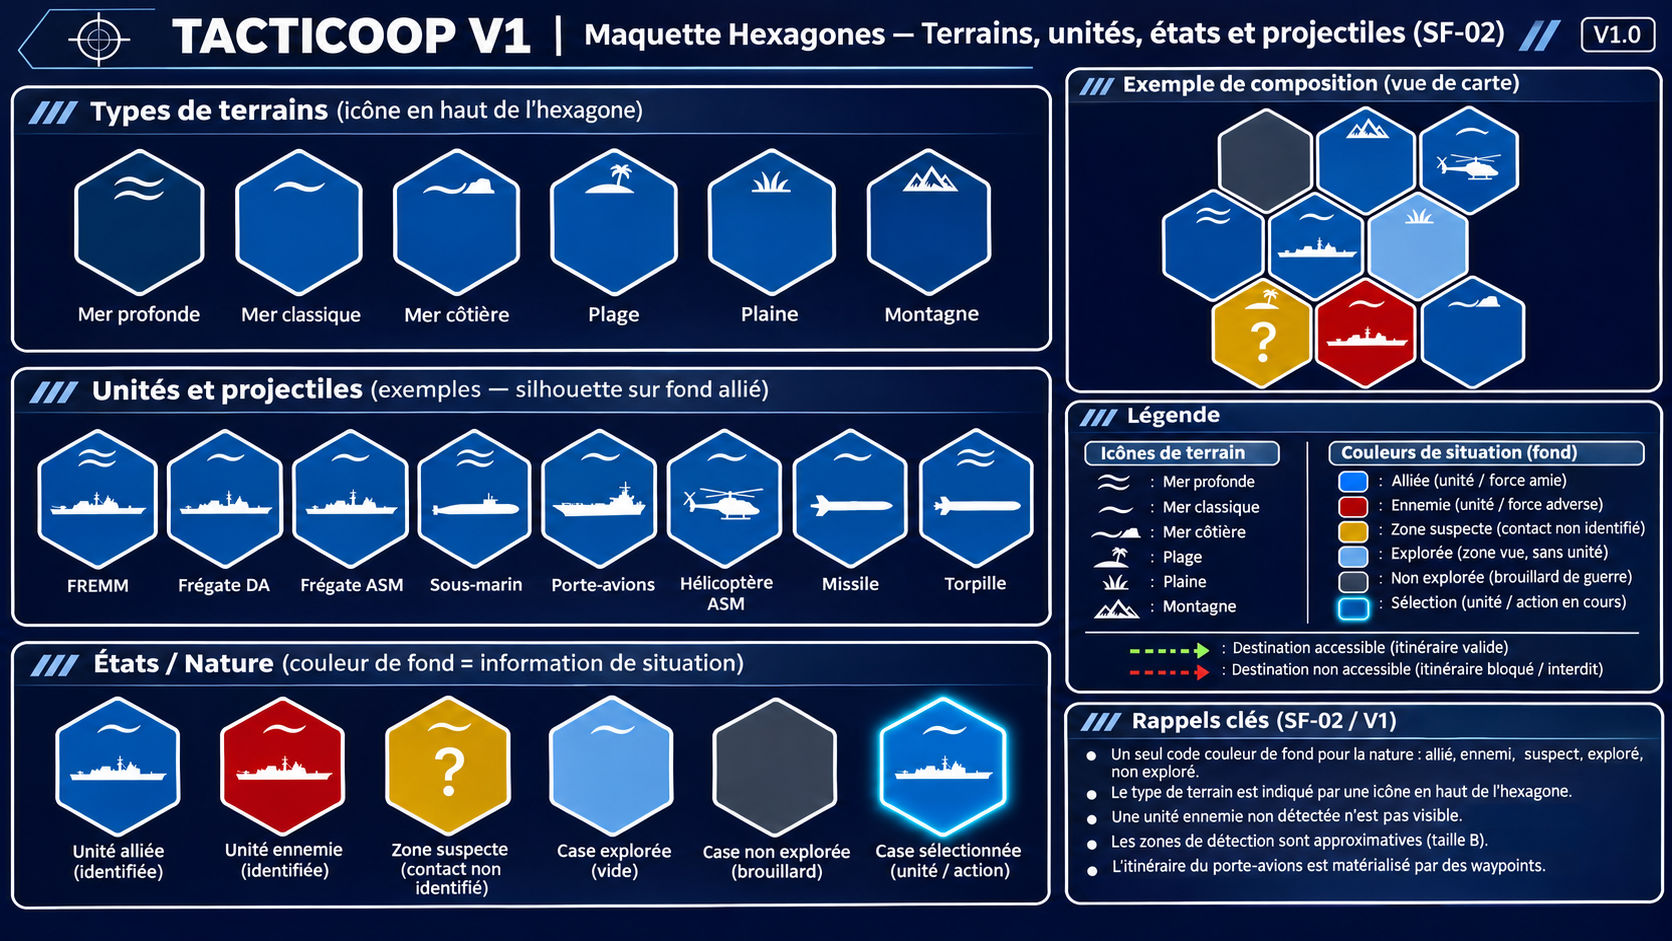 TACTICOOP V1 | Maquette Hexagones — Terrains, unités, états et projectiles (SF-02)
V1.0
Types de terrains (icône en haut de l'hexagone)
Mer profonde
Mer classique
Mer côtière
Plage
Plaine
Montagne
Unités et projectiles (exemples — silhouette sur fond allié)
FREMM
Frégate DA
Frégate ASM
Sous-marin
Porte-avions
Hélicoptère
ASM
Missile
Torpille
États / Nature (couleur de fond = information de situation)
?
Unité alliée
(identifiée)
Unité ennemie
(identifiée)
Zone suspecte
(contact non
identifié)
Case explorée
(vide)
Case non explorée
(brouillard)
Case sélectionnée
(unité / action)
Exemple de composition (vue de carte)
?
Légende
Icônes de terrain
: Mer profonde
: Mer classique
: Mer côtière
: Plage
: Plaine
: Montagne
Couleurs de situation (fond)
: Alliée (unité / force amie)
: Ennemie (unité / force adverse)
: Zone suspecte (contact non identifié)
: Explorée (zone vue, sans unité)
: Non explorée (brouillard de guerre)
: Sélection (unité / action en cours)
: Destination accessible (itinéraire valide)
: Destination non accessible (itinéraire bloqué / interdit)
Rappels clés (SF-02 / V1)
● Un seul code couleur de fond pour la nature : allié, ennemi, suspect, exploré,
non exploré.
● Le type de terrain est indiqué par une icône en haut de l'hexagone.
● Une unité ennemie non détectée n'est pas visible.
● Les zones de détection sont approximatives (taille B).
● L'itinéraire du porte-avions est matérialisé par des waypoints.